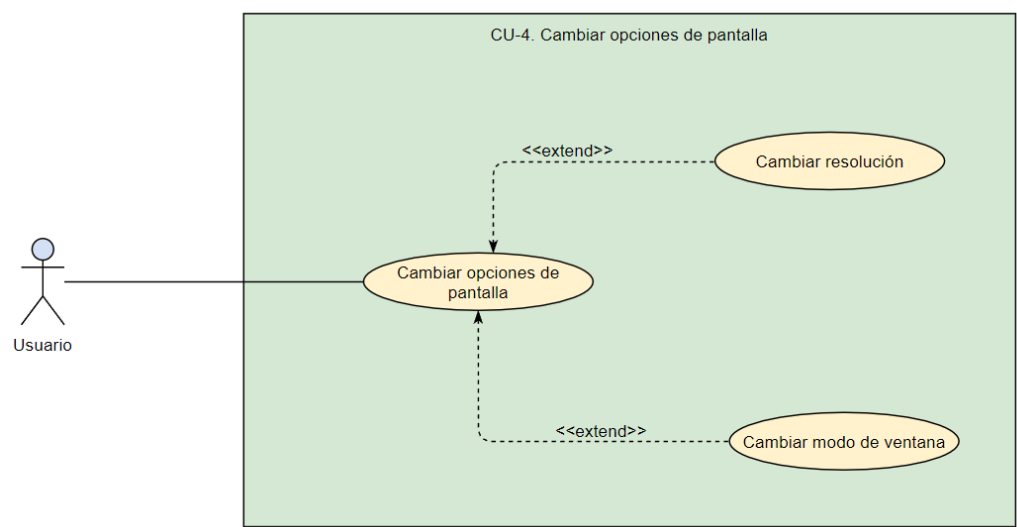 CU-4. Cambiar opciones de pantalla
<<extend>>
Cambiar resolución
Cambiar opciones de
pantalla
Usuario
<<extend>>
Cambiar modo de ventana